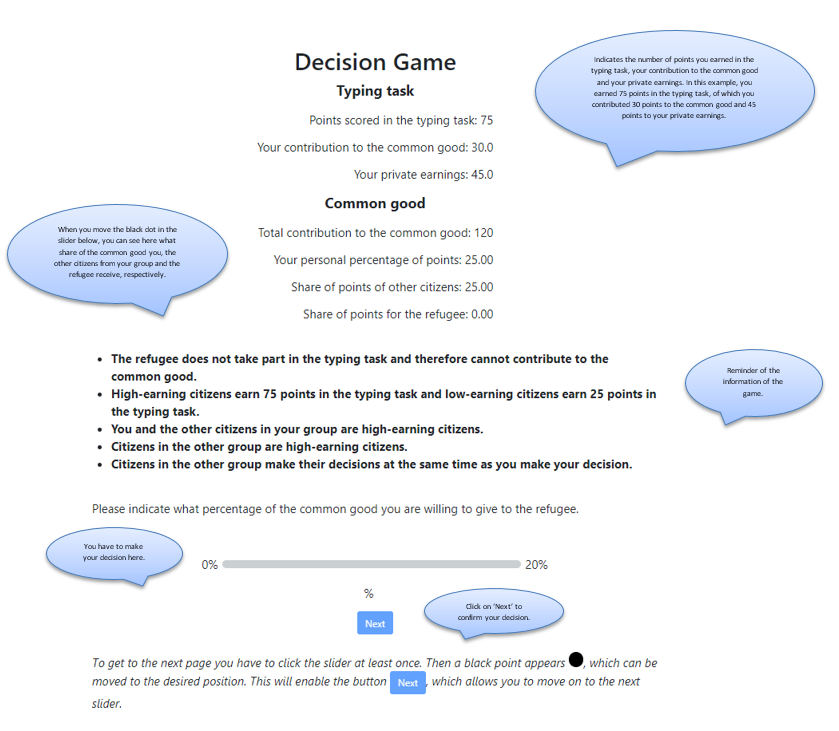 Decision Game
Typing task
Indicates the number of points you earned in the
typing task, your contribution to the common good
and your private earnings. In this example, you
earned 75 points in the typing task, of which you
contributed 30 points to the common good and 45
points to your private earnings.
Points scored in the typing task: 75
Your contribution to the common good: 30.0
Your private earnings: 45.0
Common good
When you move the black dot in the
slider below, you can see here what
share of the common good you, the
other citizens from your group and the
refugee receive, respectively.
Total contribution to the common good: 120
Your personal percentage of points: 25.00
Share of points of other citizens: 25.00
Share of points for the refugee: 0.00
• The refugee does not take part in the typing task and therefore cannot contribute to the
common good.
• High-earning citizens earn 75 points in the typing task and low-earning citizens earn 25 points in
the typing task.
• You and the other citizens in your group are high-earning citizens.
• Citizens in the other group are high-earning citizens.
• Citizens in the other group make their decisions at the same time as you make your decision.
Reminder of the
information of the
game.
Please indicate what percentage of the common good you are willing to give to the refugee.
You have to make
your decision here.
0% 20%
%
Next
Click on 'Next' to
confirm your decision.
To get to the next page you have to click the slider at least once. Then a black point appears , which can be
moved to the desired position. This will enable the button Next , which allows you to move on to the next
slider.